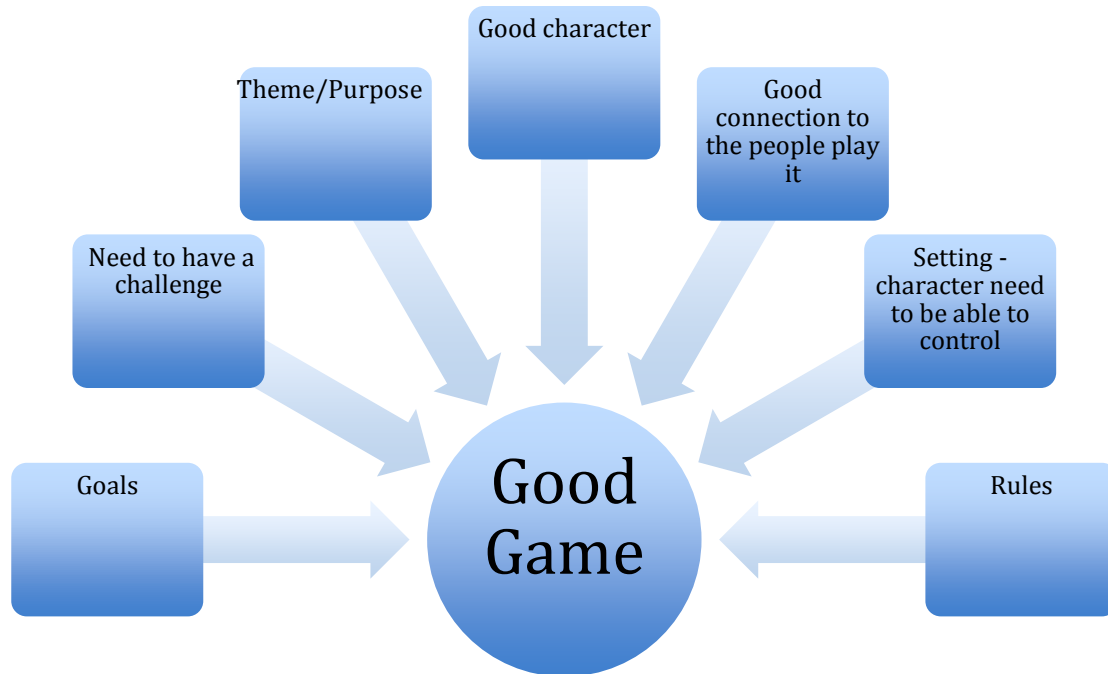 Goals
Need to have a
challenge
Theme/Purpose
Good character
Good
connection to
the people play
it
Setting -
character need
to be able to
control
Rules
Good
Game